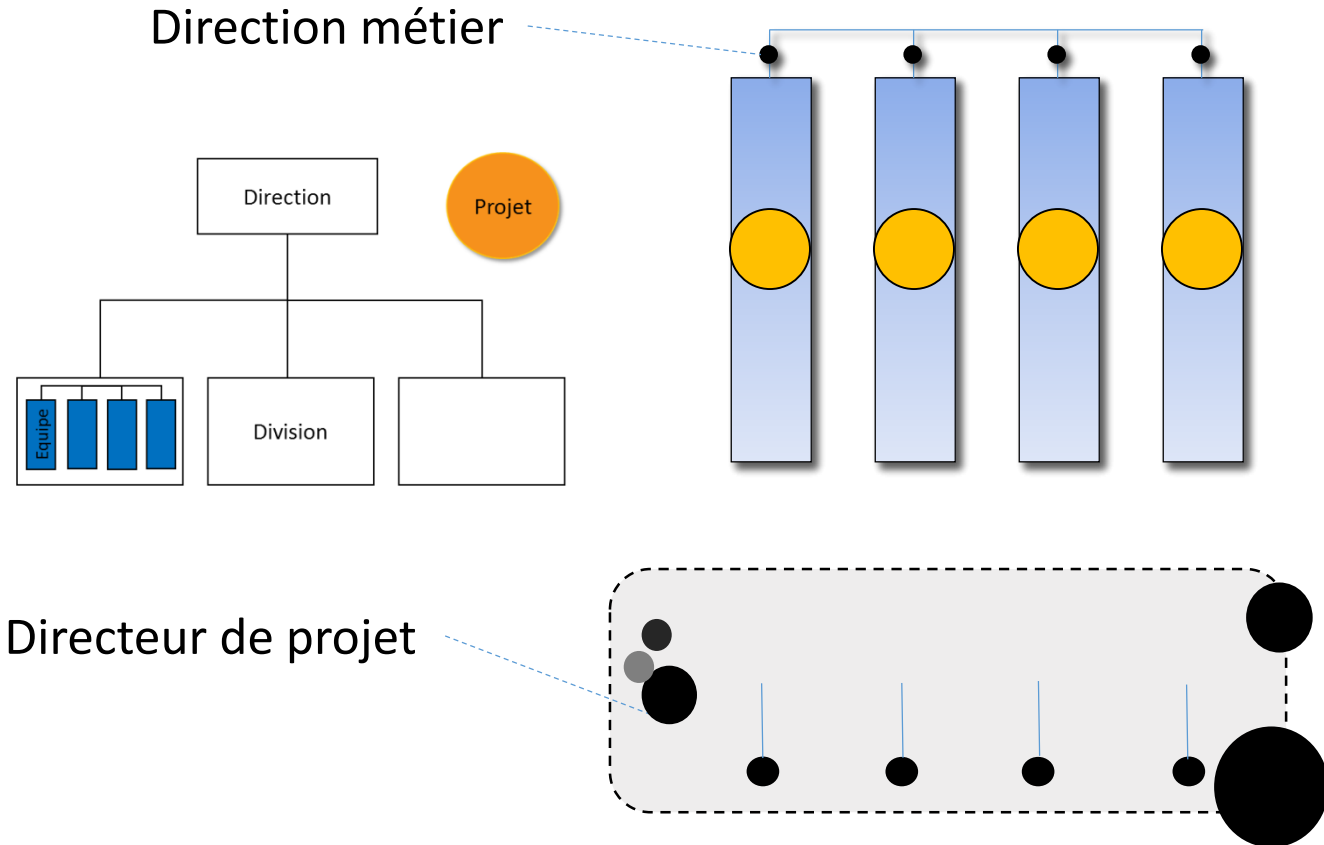 Direction métier
Direction
Projet
Equipe
Division
Directeur de projet